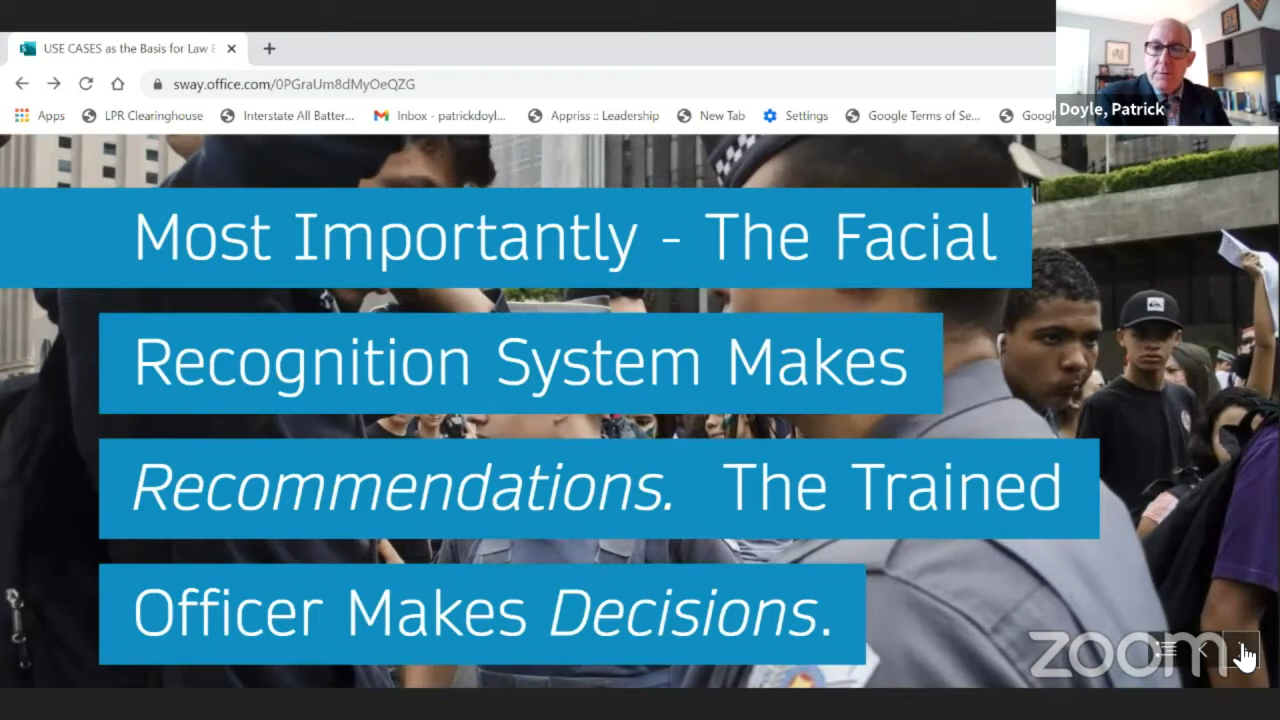 USE CASES as the Basis for Law E
sway.office.com/0PGraUm8dMyOeQZG
Apps LPR Clearinghouse Interstate All Batter... Inbox - patrickdoyl... Appriss :: Leadership New Tab Settings Google Terms of Se... Googl
Doyle, Patrick
Most Importantly - The Facial
Recognition System Makes
Recommendations. The Trained
Officer Makes Decisions.
zoom